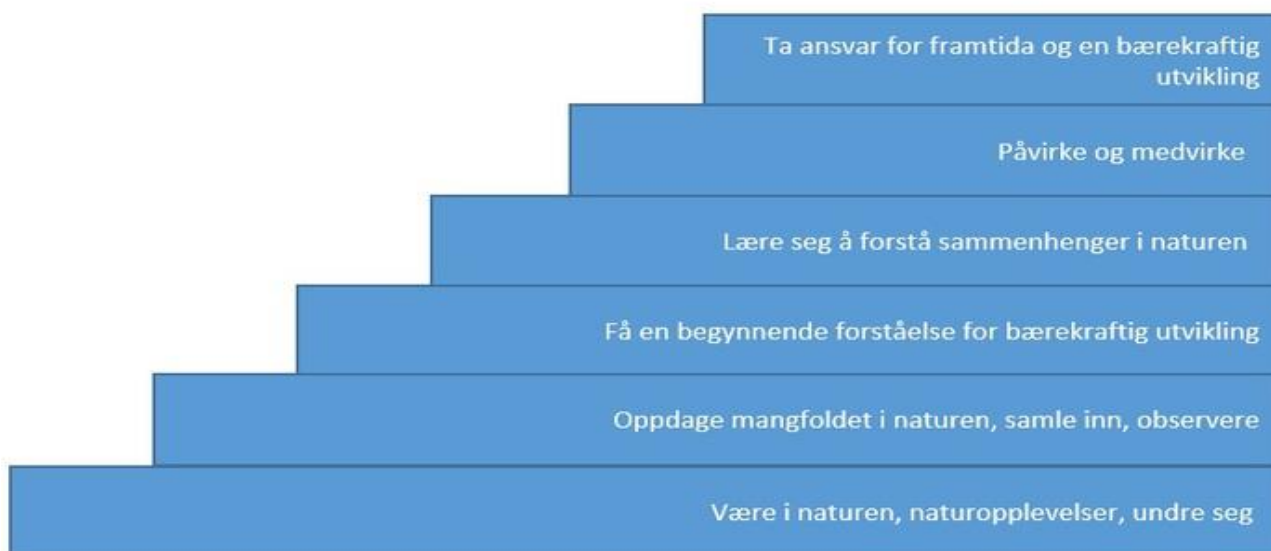 Ta ansvar for framtida og en bærekraftig
utvikling
Påvirke og medvirke
Lære seg å forstå sammenhenger i naturen
Få en begynnende forståelse for bærekraftig utvikling
Oppdage mangfoldet i naturen, samle inn, observere
Være i naturen, naturopplevelser, undre seg